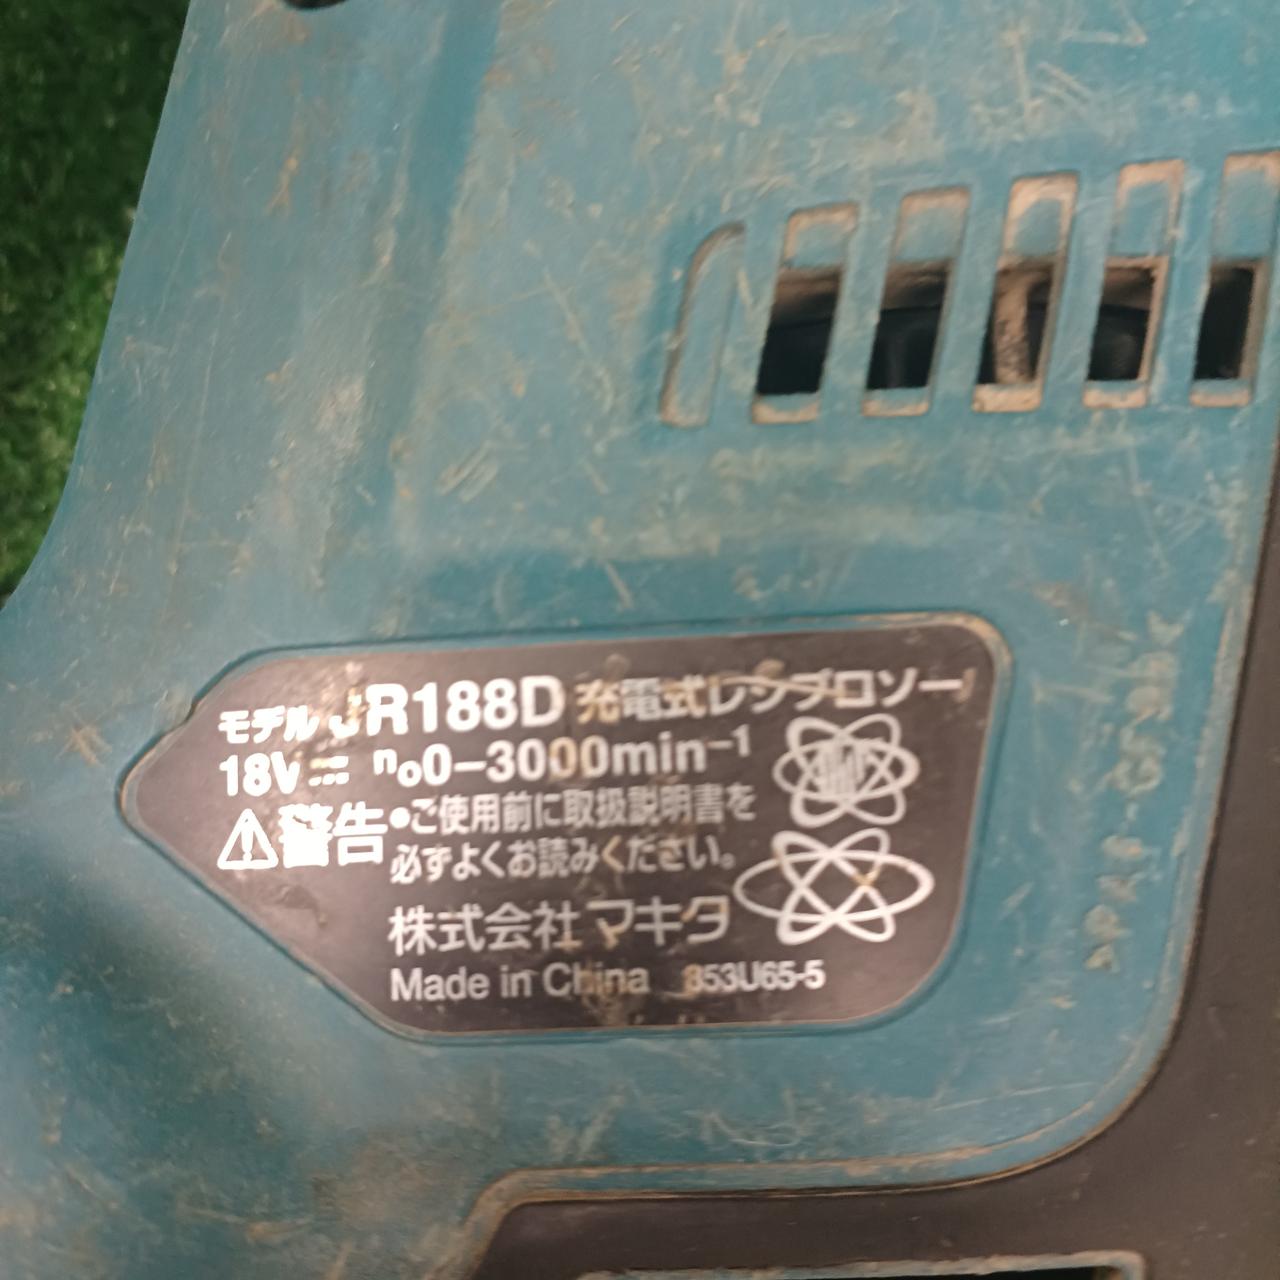 モデル JR188D 充電式レシプロソー
18V⎓ n₀0-3000min⁻¹
⚠警告 ●ご使用前に取扱説明書を
必ずよくお読みください。
株式会社マキタ
Made in China 853U65-5